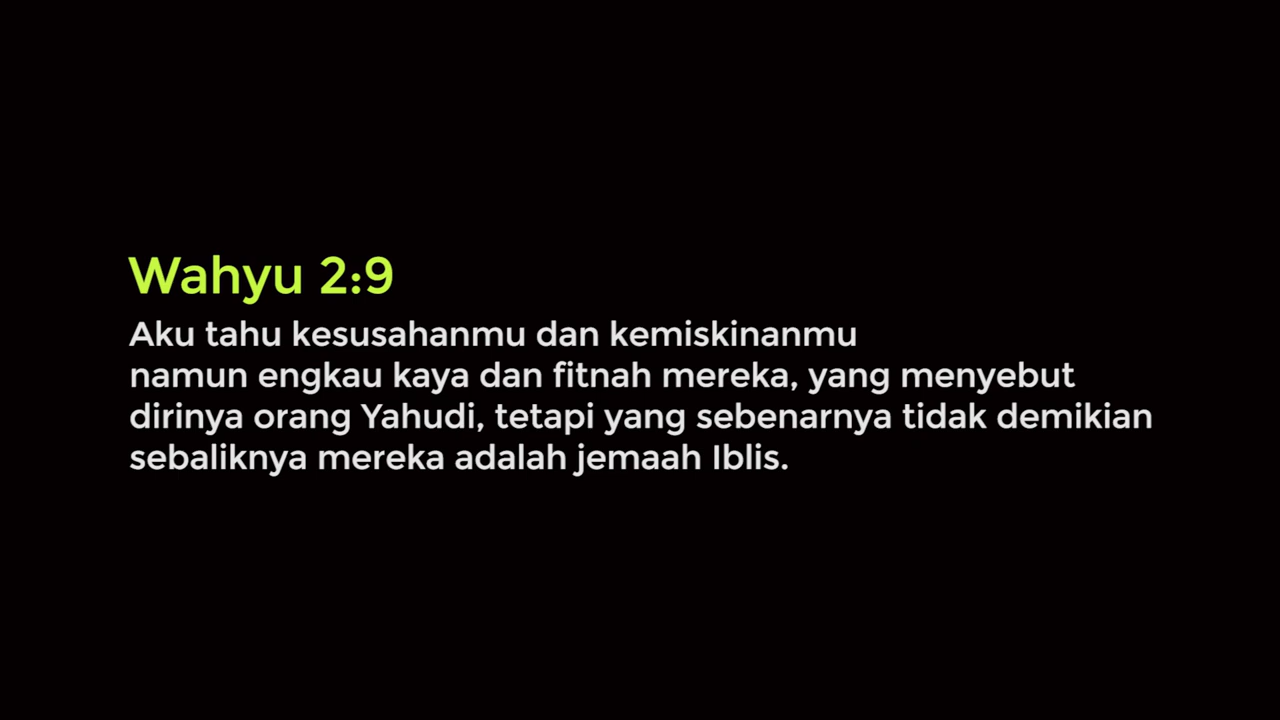 Wahyu 2:9
Aku tahu kesusahanmu dan kemiskinanmu
namun engkau kaya dan fitnah mereka, yang menyebut
dirinya orang Yahudi, tetapi yang sebenarnya tidak demikian
sebaliknya mereka adalah jemaah Iblis.